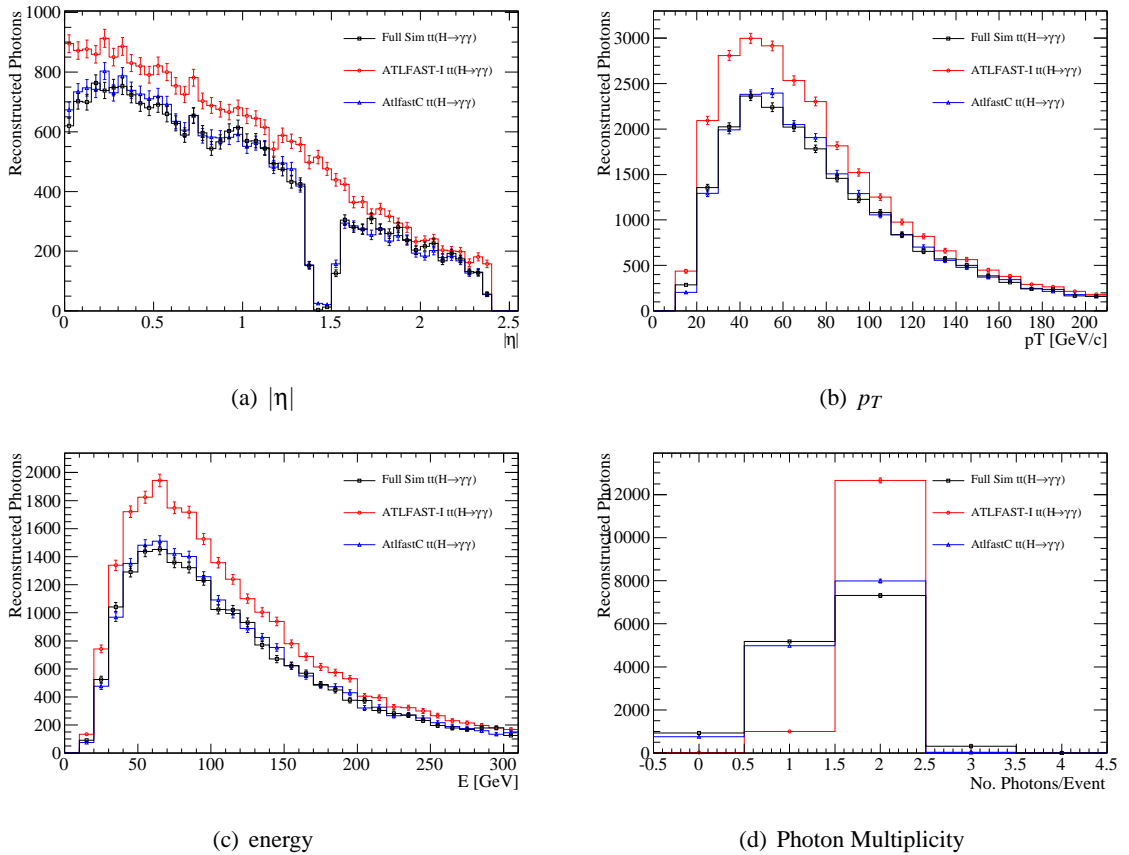 Reconstructed Photons
1000
800
600
400
200
0
0 0.5 1 1.5 2 2.5
|η|
Full Sim tt(H→γγ)
ATLFAST-I tt(H→γγ)
AtlfastC tt(H→γγ)
(a) |η|
Reconstructed Photons
3000
2500
2000
1500
1000
500
0
0 20 40 60 80 100 120 140 160 180 200
pT [GeV/c]
Full Sim tt(H→γγ)
ATLFAST-I tt(H→γγ)
AtlfastC tt(H→γγ)
(b) pT
Reconstructed Photons
2000
1800
1600
1400
1200
1000
800
600
400
200
0
0 50 100 150 200 250 300
E [GeV]
Full Sim tt(H→γγ)
ATLFAST-I tt(H→γγ)
AtlfastC tt(H→γγ)
(c) energy
Reconstructed Photons
12000
10000
8000
6000
4000
2000
0
-0.5 0 0.5 1 1.5 2 2.5 3 3.5 4 4.5
No. Photons/Event
Full Sim tt(H→γγ)
ATLFAST-I tt(H→γγ)
AtlfastC tt(H→γγ)
(d) Photon Multiplicity